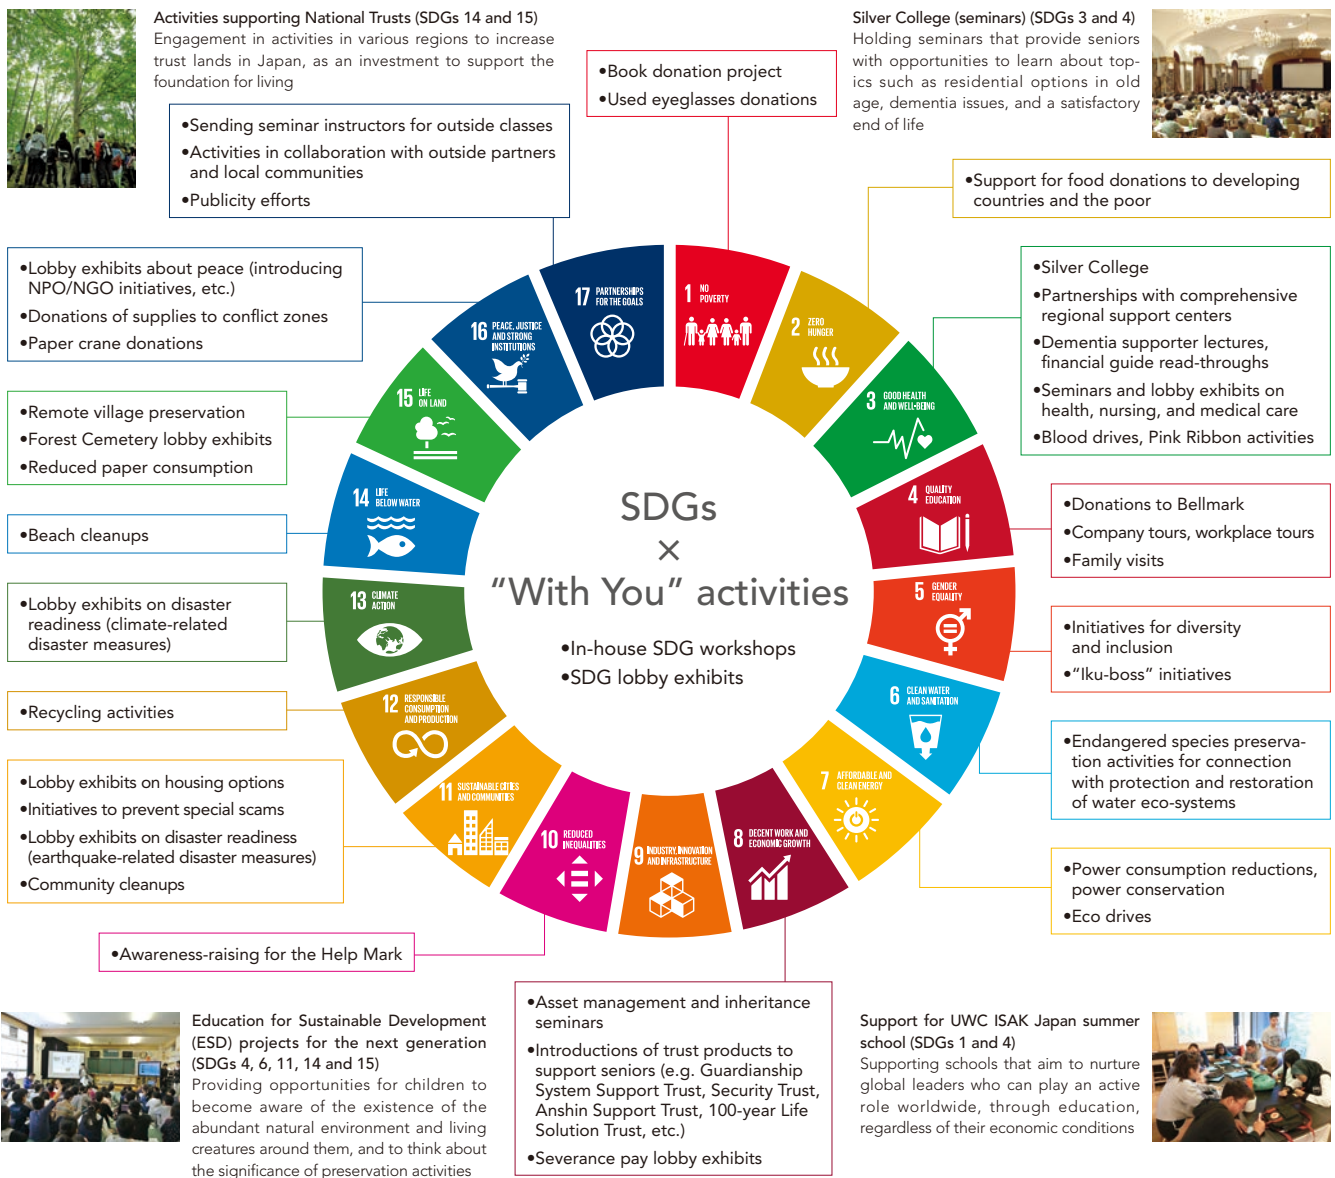 Activities supporting National Trusts (SDGs 14 and 15)
Engagement in activities in various regions to increase
trust lands in Japan, as an investment to support the
foundation for living
Silver College (seminars) (SDGs 3 and 4)
Holding seminars that provide seniors
with opportunities to learn about top-
ics such as residential options in old
age, dementia issues, and a satisfactory
end of life
•Book donation project
•Used eyeglasses donations
•Sending seminar instructors for outside classes
•Activities in collaboration with outside partners
and local communities
•Publicity efforts
•Support for food donations to developing
countries and the poor
•Lobby exhibits about peace (introducing
NPO/NGO initiatives, etc.)
•Donations of supplies to conflict zones
•Paper crane donations
•Silver College
•Partnerships with comprehensive
regional support centers
•Dementia supporter lectures,
financial guide read-throughs
•Seminars and lobby exhibits on
health, nursing, and medical care
•Blood drives, Pink Ribbon activities
•Remote village preservation
•Forest Cemetery lobby exhibits
•Reduced paper consumption
•Donations to Bellmark
•Company tours, workplace tours
•Family visits
•Beach cleanups
•Lobby exhibits on disaster
readiness (climate-related
disaster measures)
•Initiatives for diversity
and inclusion
•"Iku-boss" initiatives
•Recycling activities
•Endangered species preserva-
tion activities for connection
with protection and restoration
of water eco-systems
•Lobby exhibits on housing options
•Initiatives to prevent special scams
•Lobby exhibits on disaster readiness
(earthquake-related disaster measures)
•Community cleanups
•Power consumption reductions,
power conservation
•Eco drives
•Awareness-raising for the Help Mark
•Asset management and inheritance
seminars
•Introductions of trust products to
support seniors (e.g. Guardianship
System Support Trust, Security Trust,
Anshin Support Trust, 100-year Life
Solution Trust, etc.)
•Severance pay lobby exhibits
1 NO
POVERTY
2 ZERO
HUNGER
3 GOOD HEALTH
AND WELL-BEING
4 QUALITY
EDUCATION
5 GENDER
EQUALITY
6 CLEAN WATER
AND SANITATION
7 AFFORDABLE AND
CLEAN ENERGY
8 DECENT WORK AND
ECONOMIC GROWTH
9 INDUSTRY, INNOVATION
AND INFRASTRUCTURE
10 REDUCED
INEQUALITIES
11 SUSTAINABLE CITIES
AND COMMUNITIES
12 RESPONSIBLE
CONSUMPTION
AND PRODUCTION
13 CLIMATE
ACTION
14 LIFE
BELOW WATER
15 LIFE
ON LAND
16 PEACE, JUSTICE
AND STRONG
INSTITUTIONS
17 PARTNERSHIPS
FOR THE GOALS
SDGs
×
"With You" activities
•In-house SDG workshops
•SDG lobby exhibits
Education for Sustainable Development
(ESD) projects for the next generation
(SDGs 4, 6, 11, 14 and 15)
Providing opportunities for children to
become aware of the existence of the
abundant natural environment and living
creatures around them, and to think about
the significance of preservation activities
Support for UWC ISAK Japan summer
school (SDGs 1 and 4)
Supporting schools that aim to nurture
global leaders who can play an active
role worldwide, through education,
regardless of their economic conditions